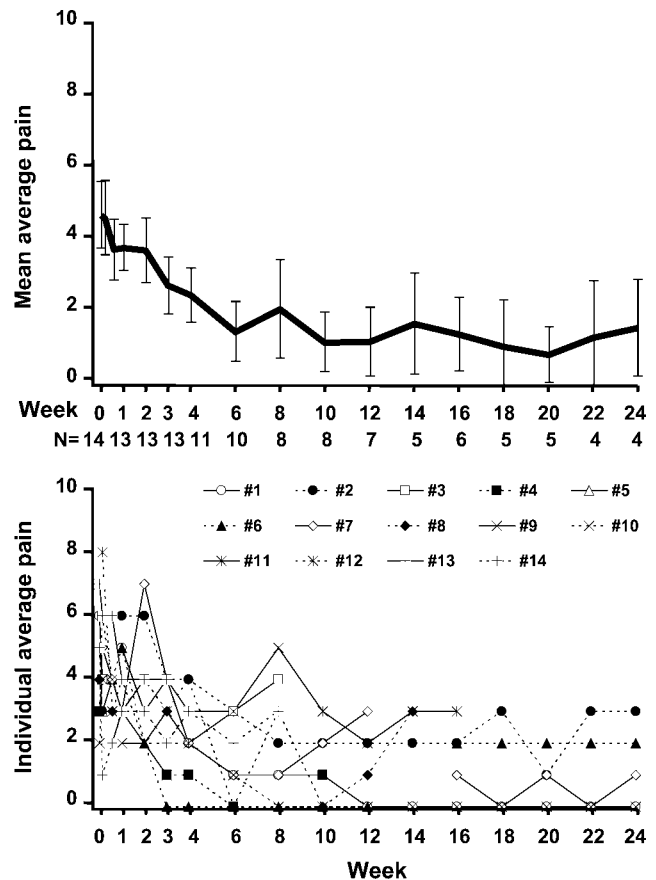 10
8
6
4
2
0
Mean average pain
Week 0 1 2 3 4 6 8 10 12 14 16 18 20 22 24
N= 14 13 13 13 11 10 8 8 7 5 6 5 5 4 4
10
8
6
4
2
0
Individual average pain
#1 #2 #3 #4 #5
#6 #7 #8 #9 #10
#11 #12 #13 #14
0 1 2 3 4 6 8 10 12 14 16 18 20 22 24
Week